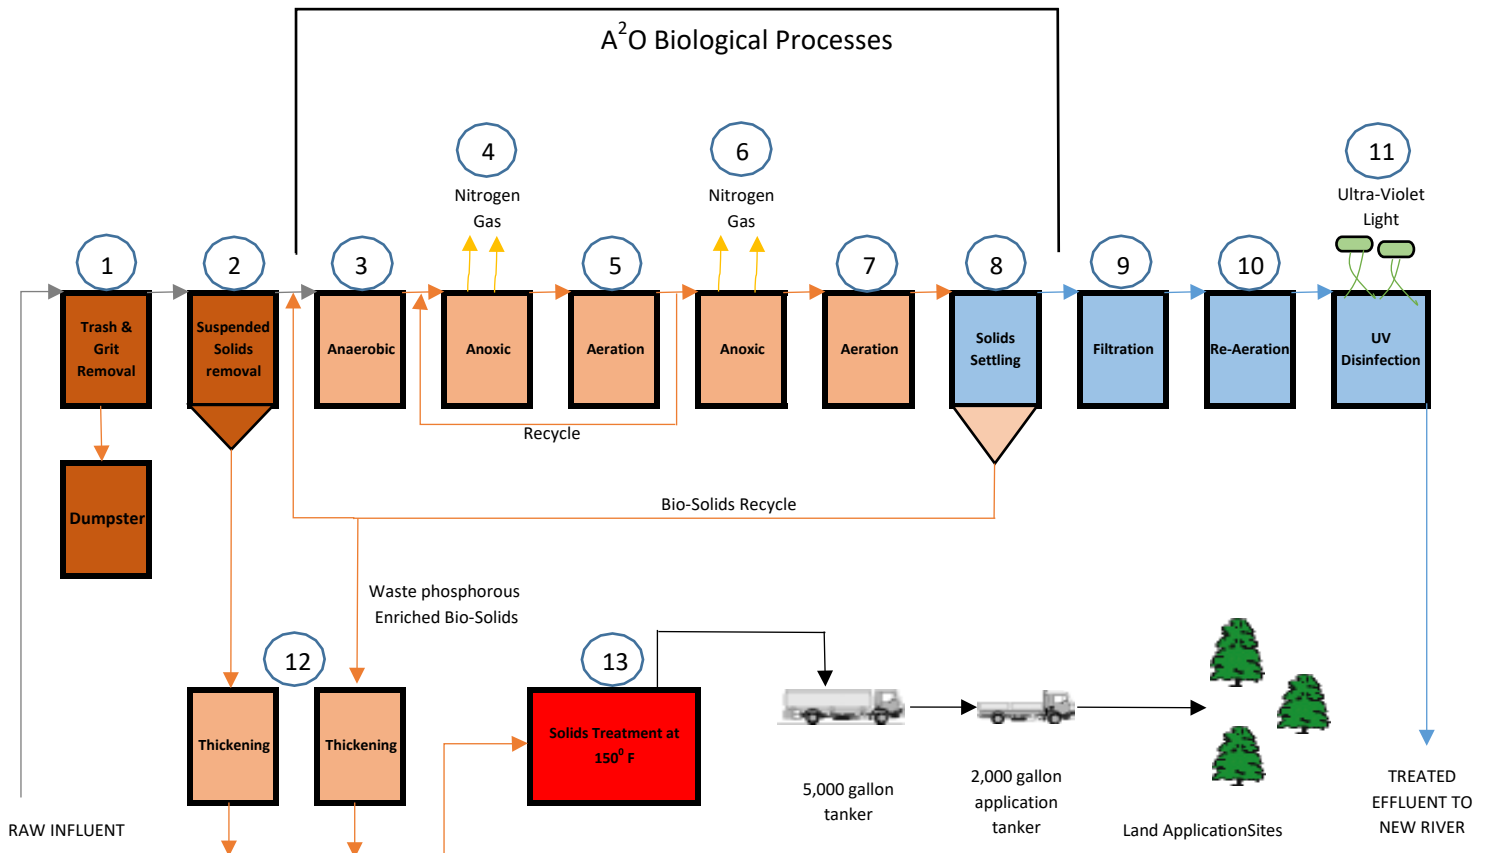 A²O Biological Processes
4
6
11
Nitrogen
Gas
Nitrogen
Gas
Ultra-Violet
Light
1
2
3
5
7
8
9
10
Trash &
Grit
Removal
Suspended
Solids
removal
Anaerobic
Anoxic
Aeration
Anoxic
Aeration
Solids
Settling
Filtration
Re-Aeration
UV
Disinfection
Recycle
Dumpster
Bio-Solids Recycle
Waste phosphorous
Enriched Bio-Solids
12
13
Thickening
Thickening
Solids Treatment at
150⁰ F
5,000 gallon
tanker
2,000 gallon
application
tanker
Land ApplicationSites
TREATED
EFFLUENT TO
NEW RIVER
RAW INFLUENT